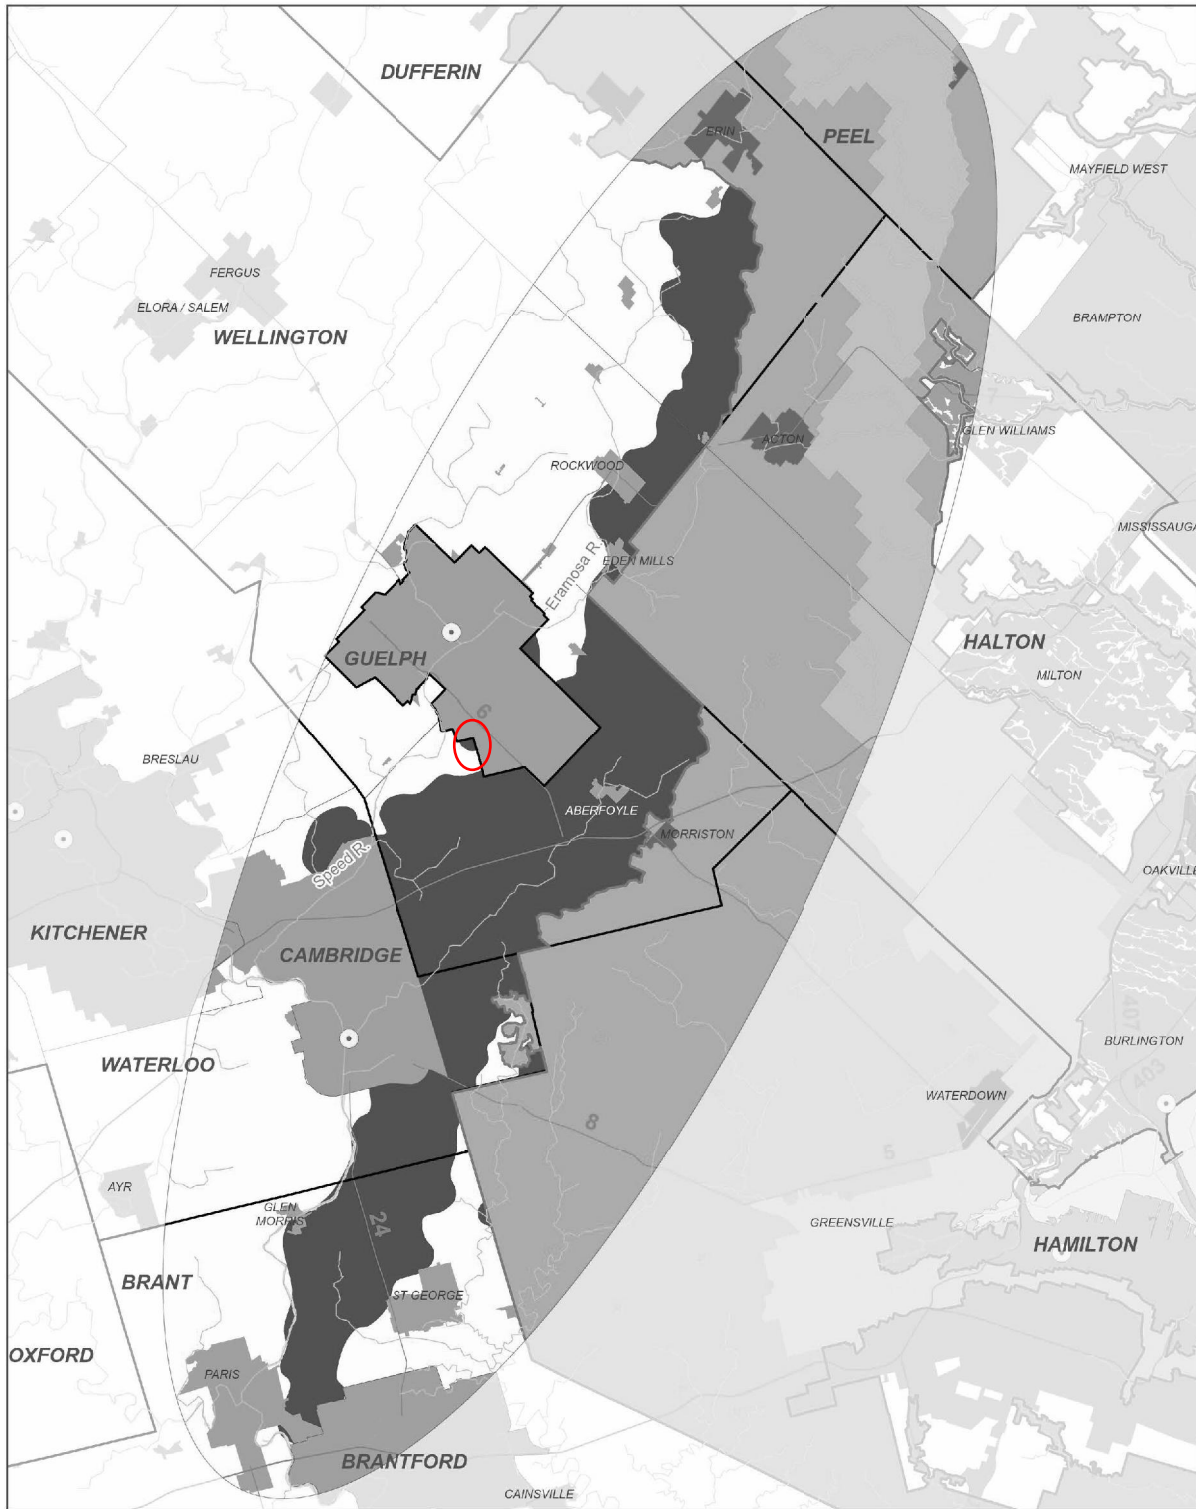 DUFFERIN
ERIN
PEEL
MAYFIELD WEST
FERGUS
ELORA / SALEM
WELLINGTON
BRAMPTON
ACTON
GLEN WILLIAMS
ROCKWOOD
MISSISSAUGA
EDEN MILLS
Eramosa R.
GUELPH
HALTON
MILTON
7
6
BRESLAU
ABERFOYLE
MORRISTON
OAKVILLE
Speed R.
KITCHENER
CAMBRIDGE
407
BURLINGTON
WATERLOO
403
WATERDOWN
8
5
AYR
GLEN
MORRIS
24
GREENSVILLE
HAMILTON
BRANT
ST GEORGE
OXFORD
PARIS
BRANTFORD
CAINSVILLE